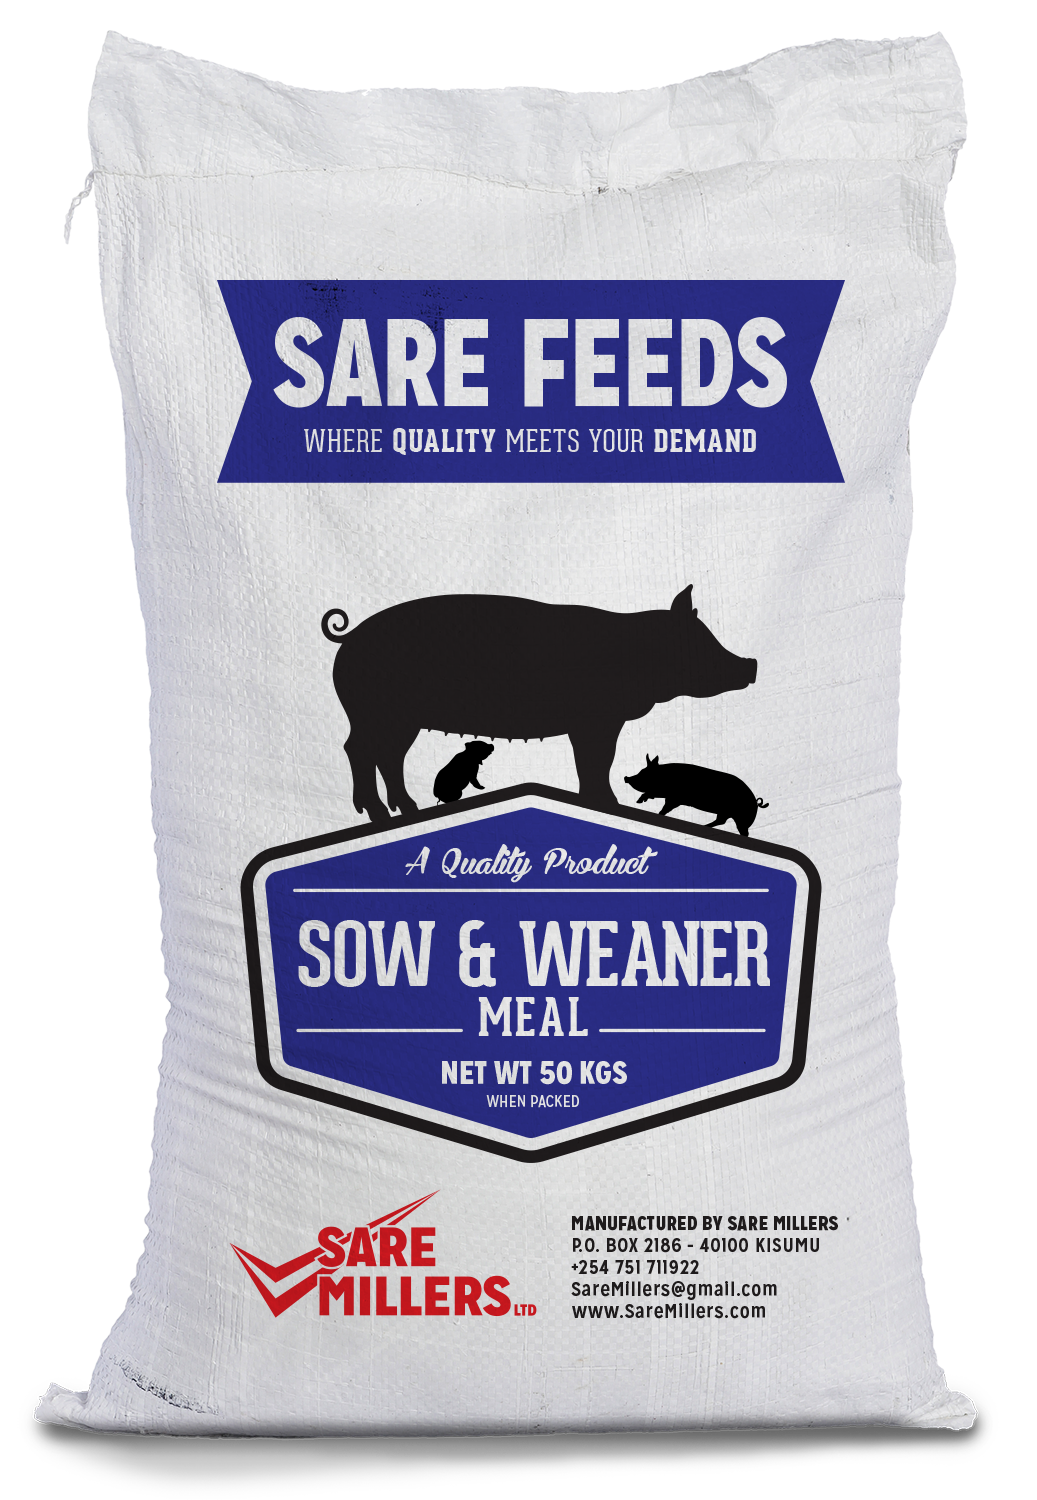 SARE FEEDS
WHERE QUALITY MEETS YOUR DEMAND
A Quality Product
SOW & WEANER
MEAL
NET WT 50 KGS
WHEN PACKED
SARE
MILLERS LTD
MANUFACTURED BY SARE MILLERS
P.O. BOX 2186 - 40100 KISUMU
+254 751 711922
SareMillers@gmail.com
www.SareMillers.com